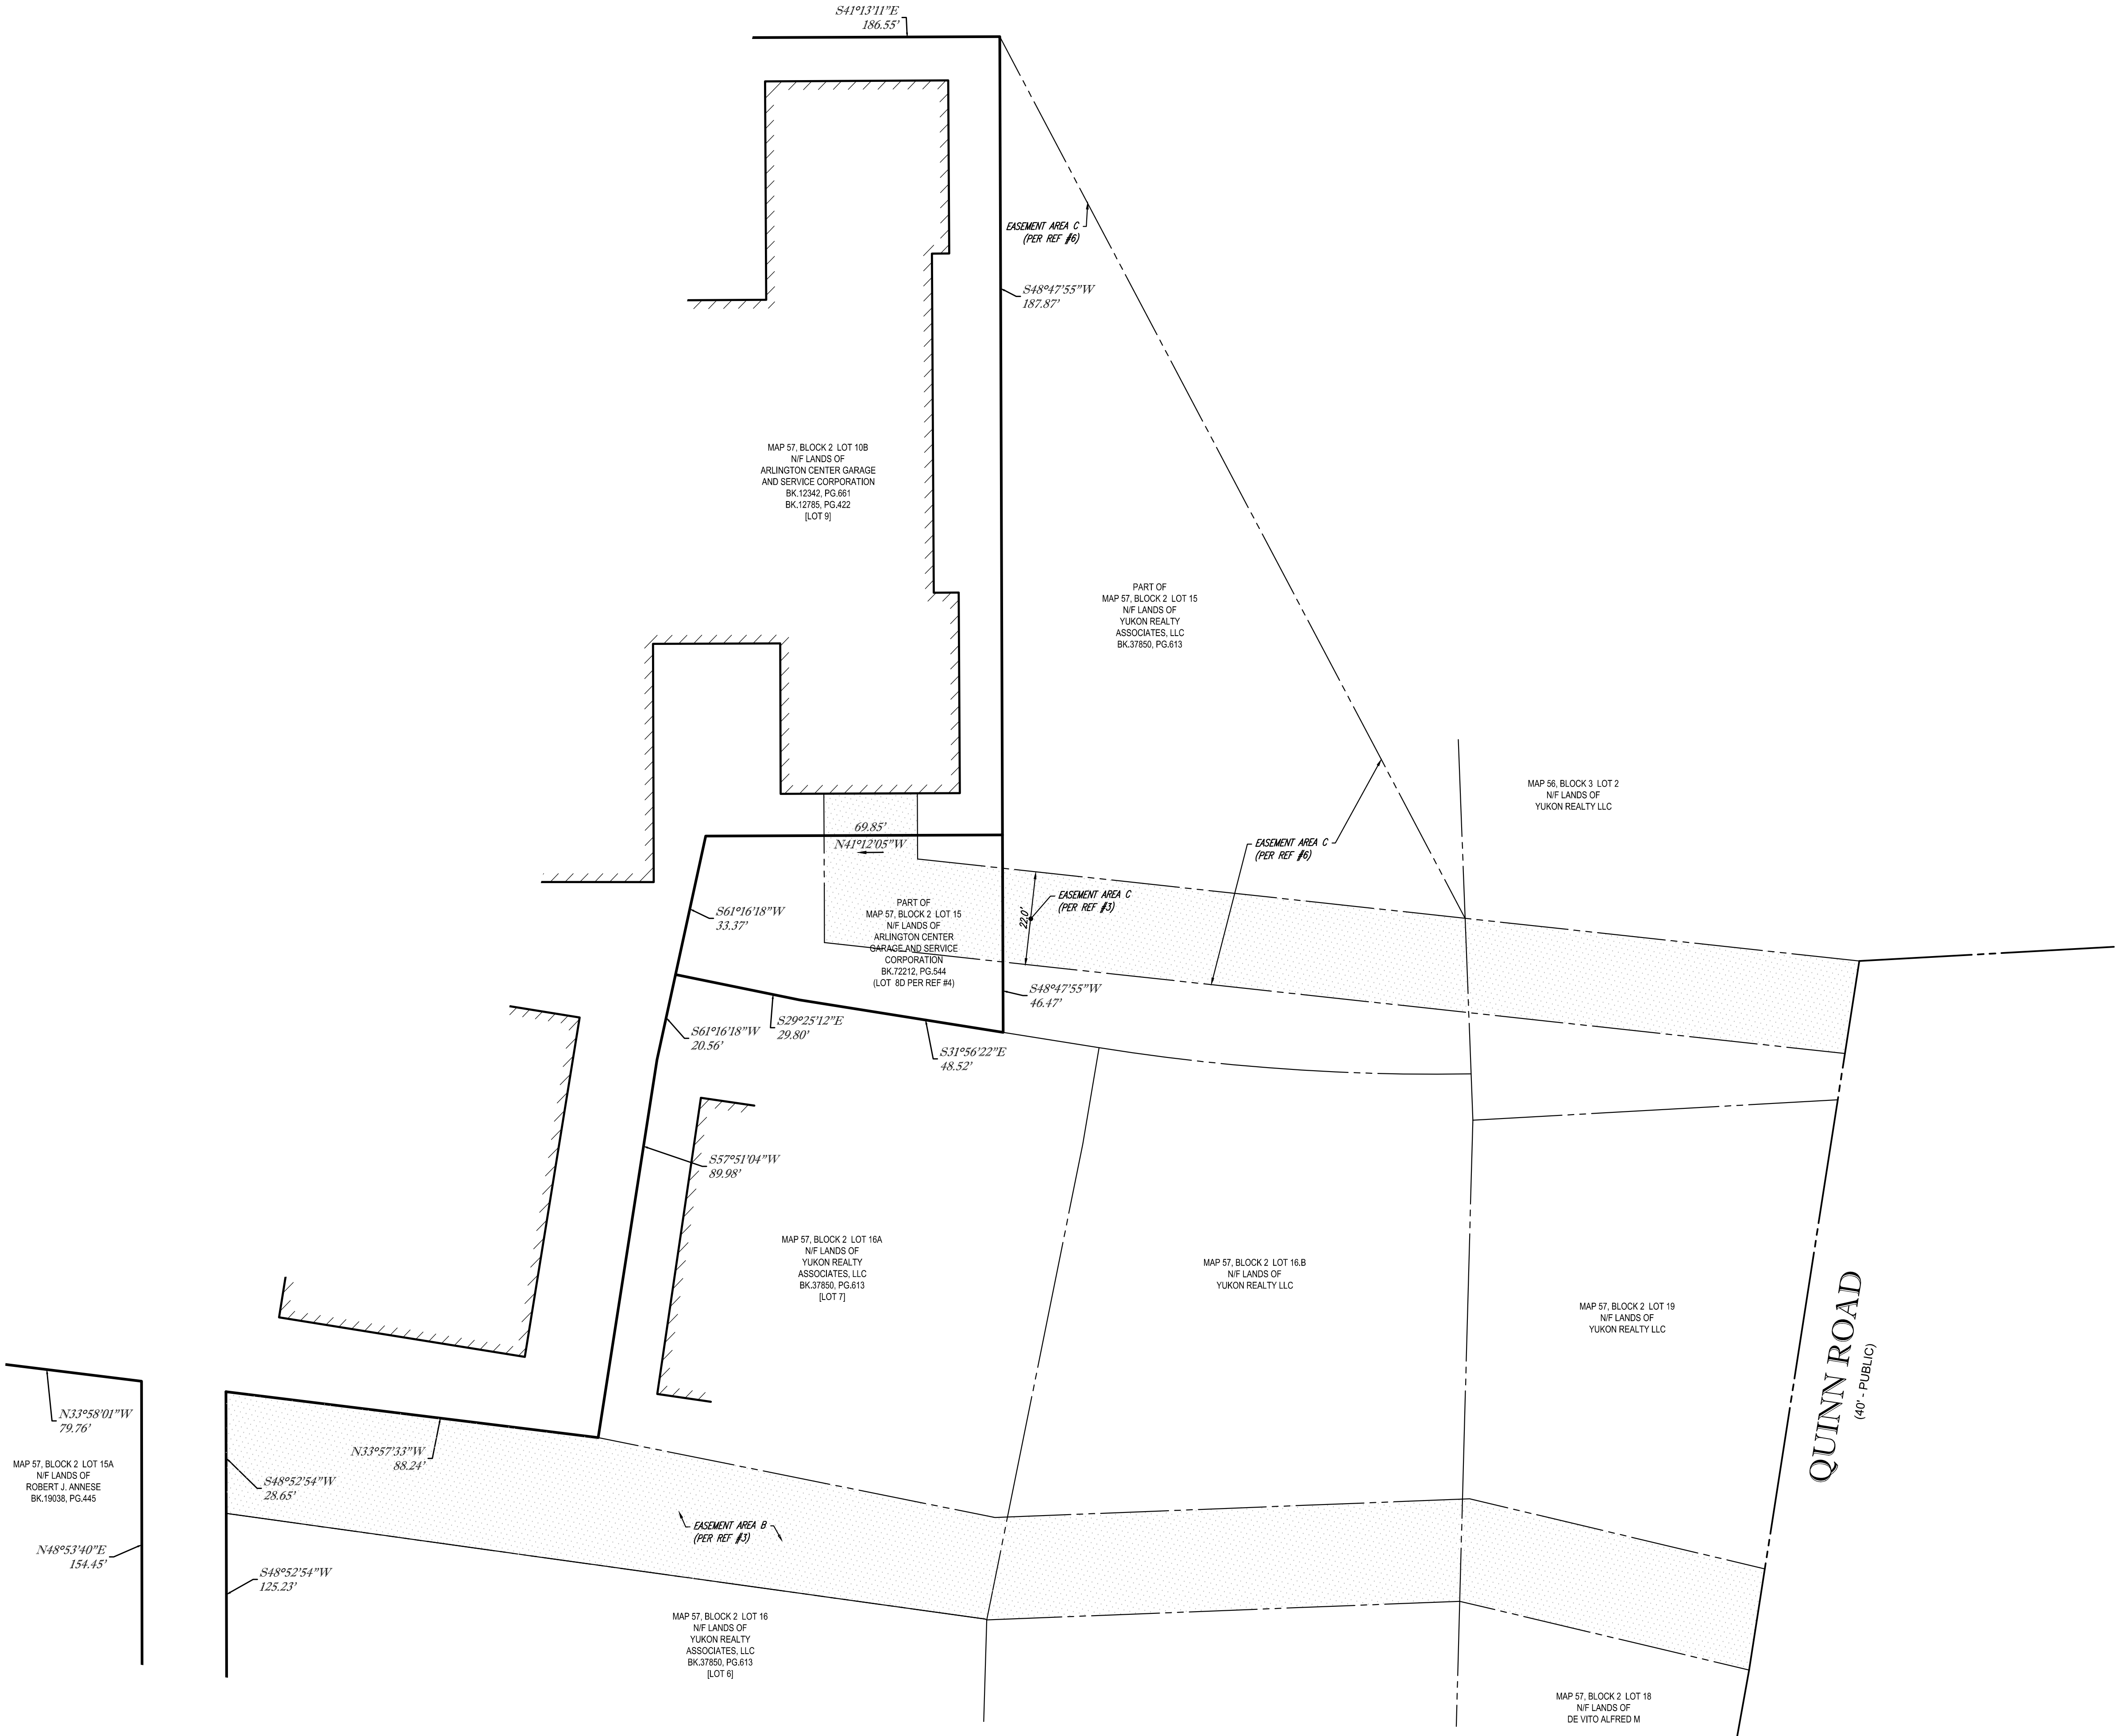 S41°13'11"E
186.55'
EASEMENT AREA C
(PER REF #6)
S48°47'55"W
187.87'
MAP 57, BLOCK 2 LOT 10B
N/F LANDS OF
ARLINGTON CENTER GARAGE
AND SERVICE CORPORATION
BK.12342, PG.661
BK.12785, PG.422
[LOT 9]
PART OF
MAP 57, BLOCK 2 LOT 15
N/F LANDS OF
YUKON REALTY
ASSOCIATES, LLC
BK.37850, PG.613
MAP 56, BLOCK 3 LOT 2
N/F LANDS OF
YUKON REALTY LLC
69.85'
N41°12'05"W
EASEMENT AREA C
(PER REF #6)
S61°16'18"W
33.37'
PART OF
MAP 57, BLOCK 2 LOT 15
N/F LANDS OF
ARLINGTON CENTER
GARAGE AND SERVICE
CORPORATION
BK.72212, PG.544
(LOT 8D PER REF #4)
22.0'
EASEMENT AREA C
(PER REF #3)
S48°47'55"W
46.47'
S61°16'18"W
20.56'
S29°25'12"E
29.80'
S31°56'22"E
48.52'
S57°51'04"W
89.98'
MAP 57, BLOCK 2 LOT 16A
N/F LANDS OF
YUKON REALTY
ASSOCIATES, LLC
BK.37850, PG.613
[LOT 7]
MAP 57, BLOCK 2 LOT 16.B
N/F LANDS OF
YUKON REALTY LLC
MAP 57, BLOCK 2 LOT 19
N/F LANDS OF
YUKON REALTY LLC
QUINN ROAD
(40' - PUBLIC)
N33°58'01"W
79.76'
MAP 57, BLOCK 2 LOT 15A
N/F LANDS OF
ROBERT J. ANNESE
BK.19038, PG.445
N33°57'33"W
88.24'
S48°52'54"W
28.65'
EASEMENT AREA B
(PER REF #3)
N48°53'40"E
154.45'
S48°52'54"W
125.23'
MAP 57, BLOCK 2 LOT 16
N/F LANDS OF
YUKON REALTY
ASSOCIATES, LLC
BK.37850, PG.613
[LOT 6]
MAP 57, BLOCK 2 LOT 18
N/F LANDS OF
DE VITO ALFRED M